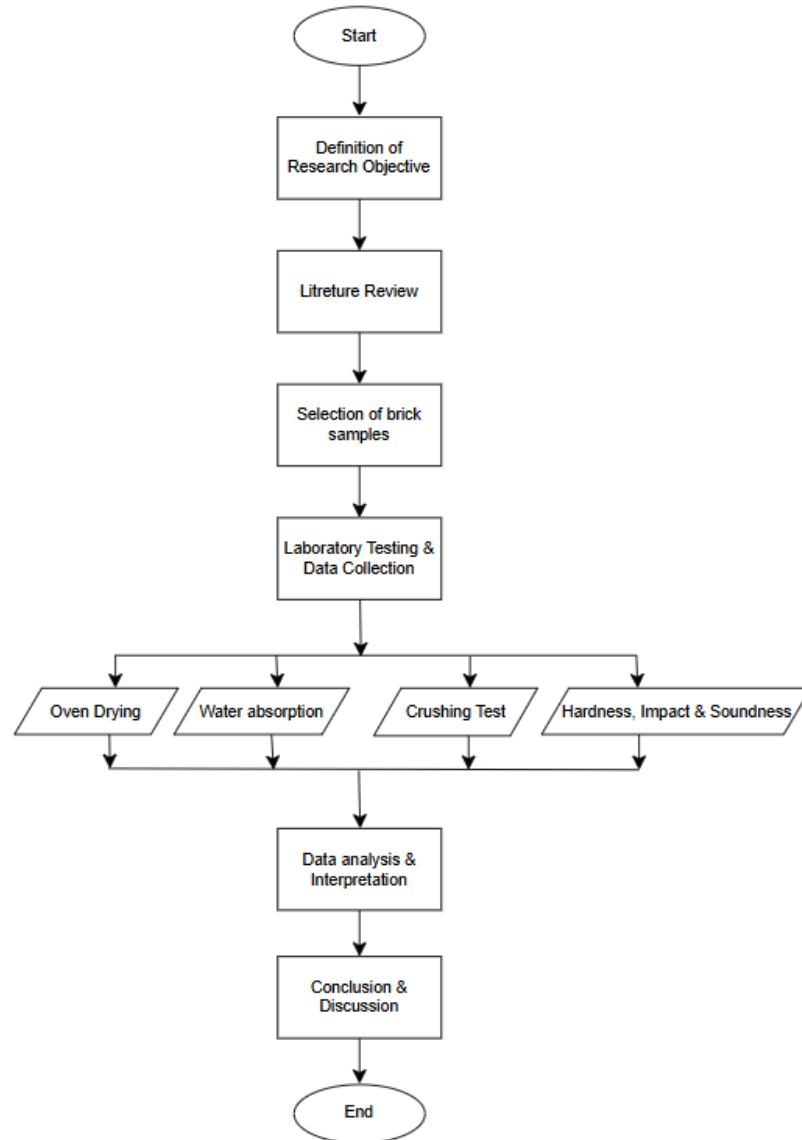 Start
Definition of
Research Objective
Litreture Review
Selection of brick
samples
Laboratory Testing &
Data Collection
Oven Drying
Water absorption
Crushing Test
Hardness, Impact & Soundness
Data analysis &
Interpretation
Conclusion &
Discussion
End